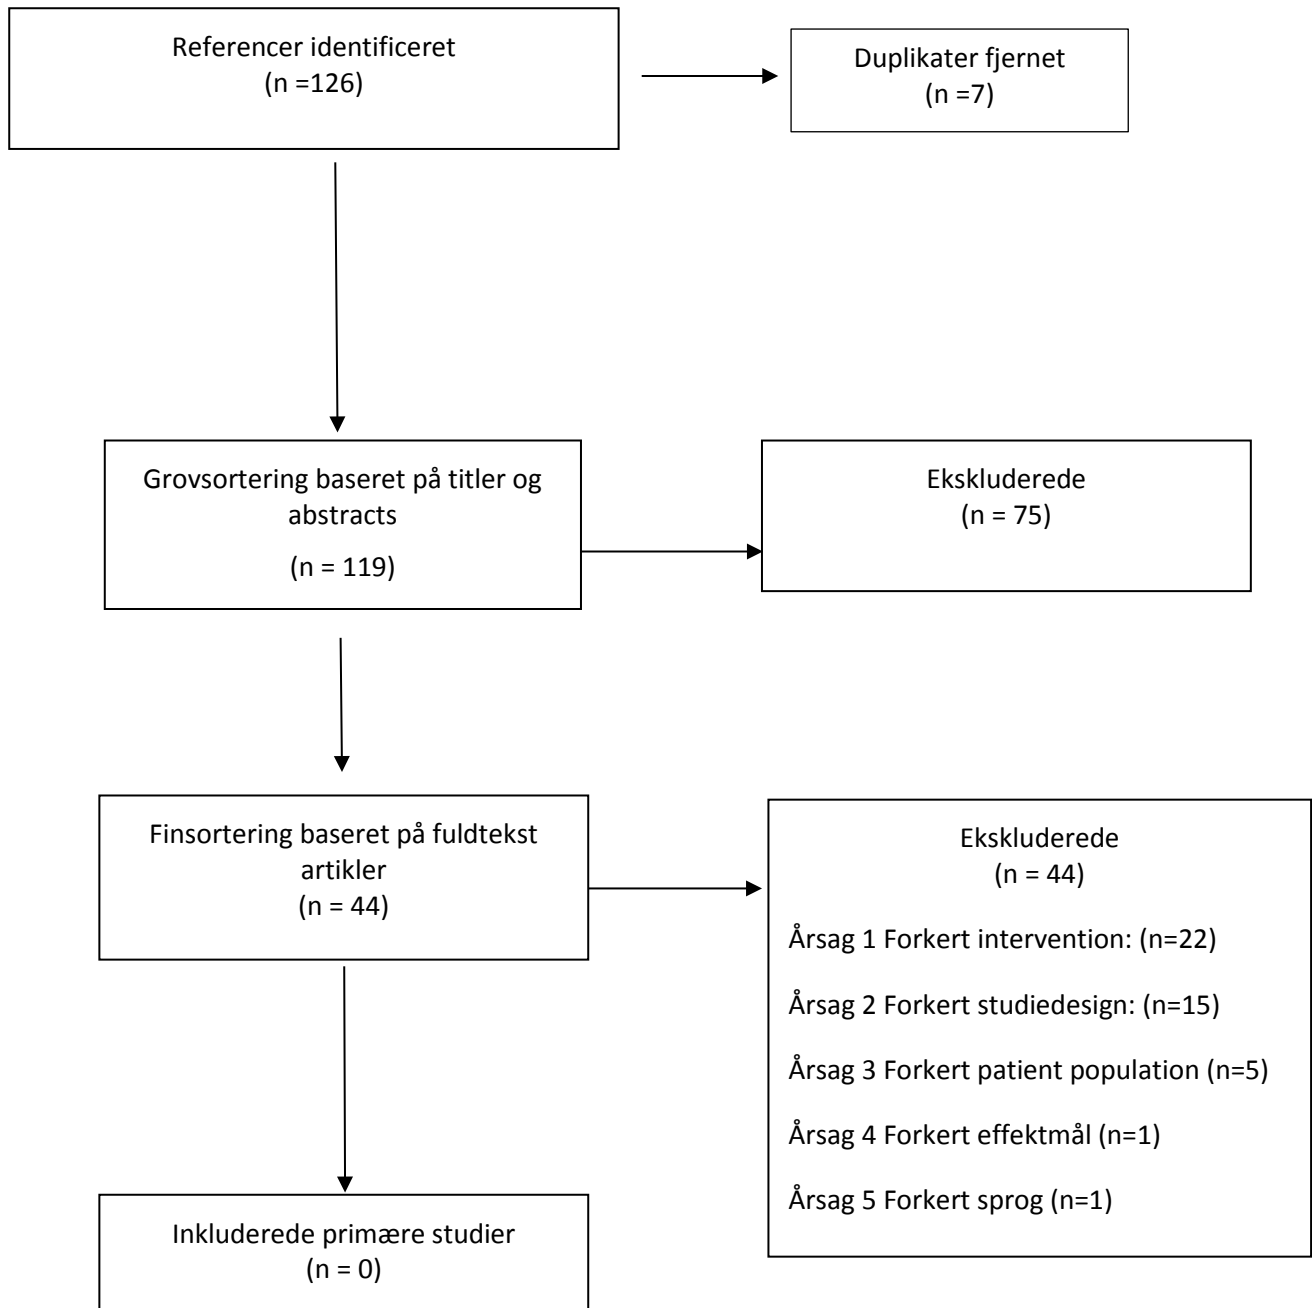 Referencer identificeret
(n =126)
Duplikater fjernet
(n =7)
Grovsortering baseret på titler og
abstracts
(n = 119)
Ekskluderede
(n = 75)
Finsortering baseret på fuldtekst
artikler
(n = 44)
Ekskluderede
(n = 44)
Årsag 1 Forkert intervention: (n=22)
Årsag 2 Forkert studiedesign: (n=15)
Årsag 3 Forkert patient population (n=5)
Årsag 4 Forkert effektmål (n=1)
Årsag 5 Forkert sprog (n=1)
Inkluderede primære studier
(n = 0)